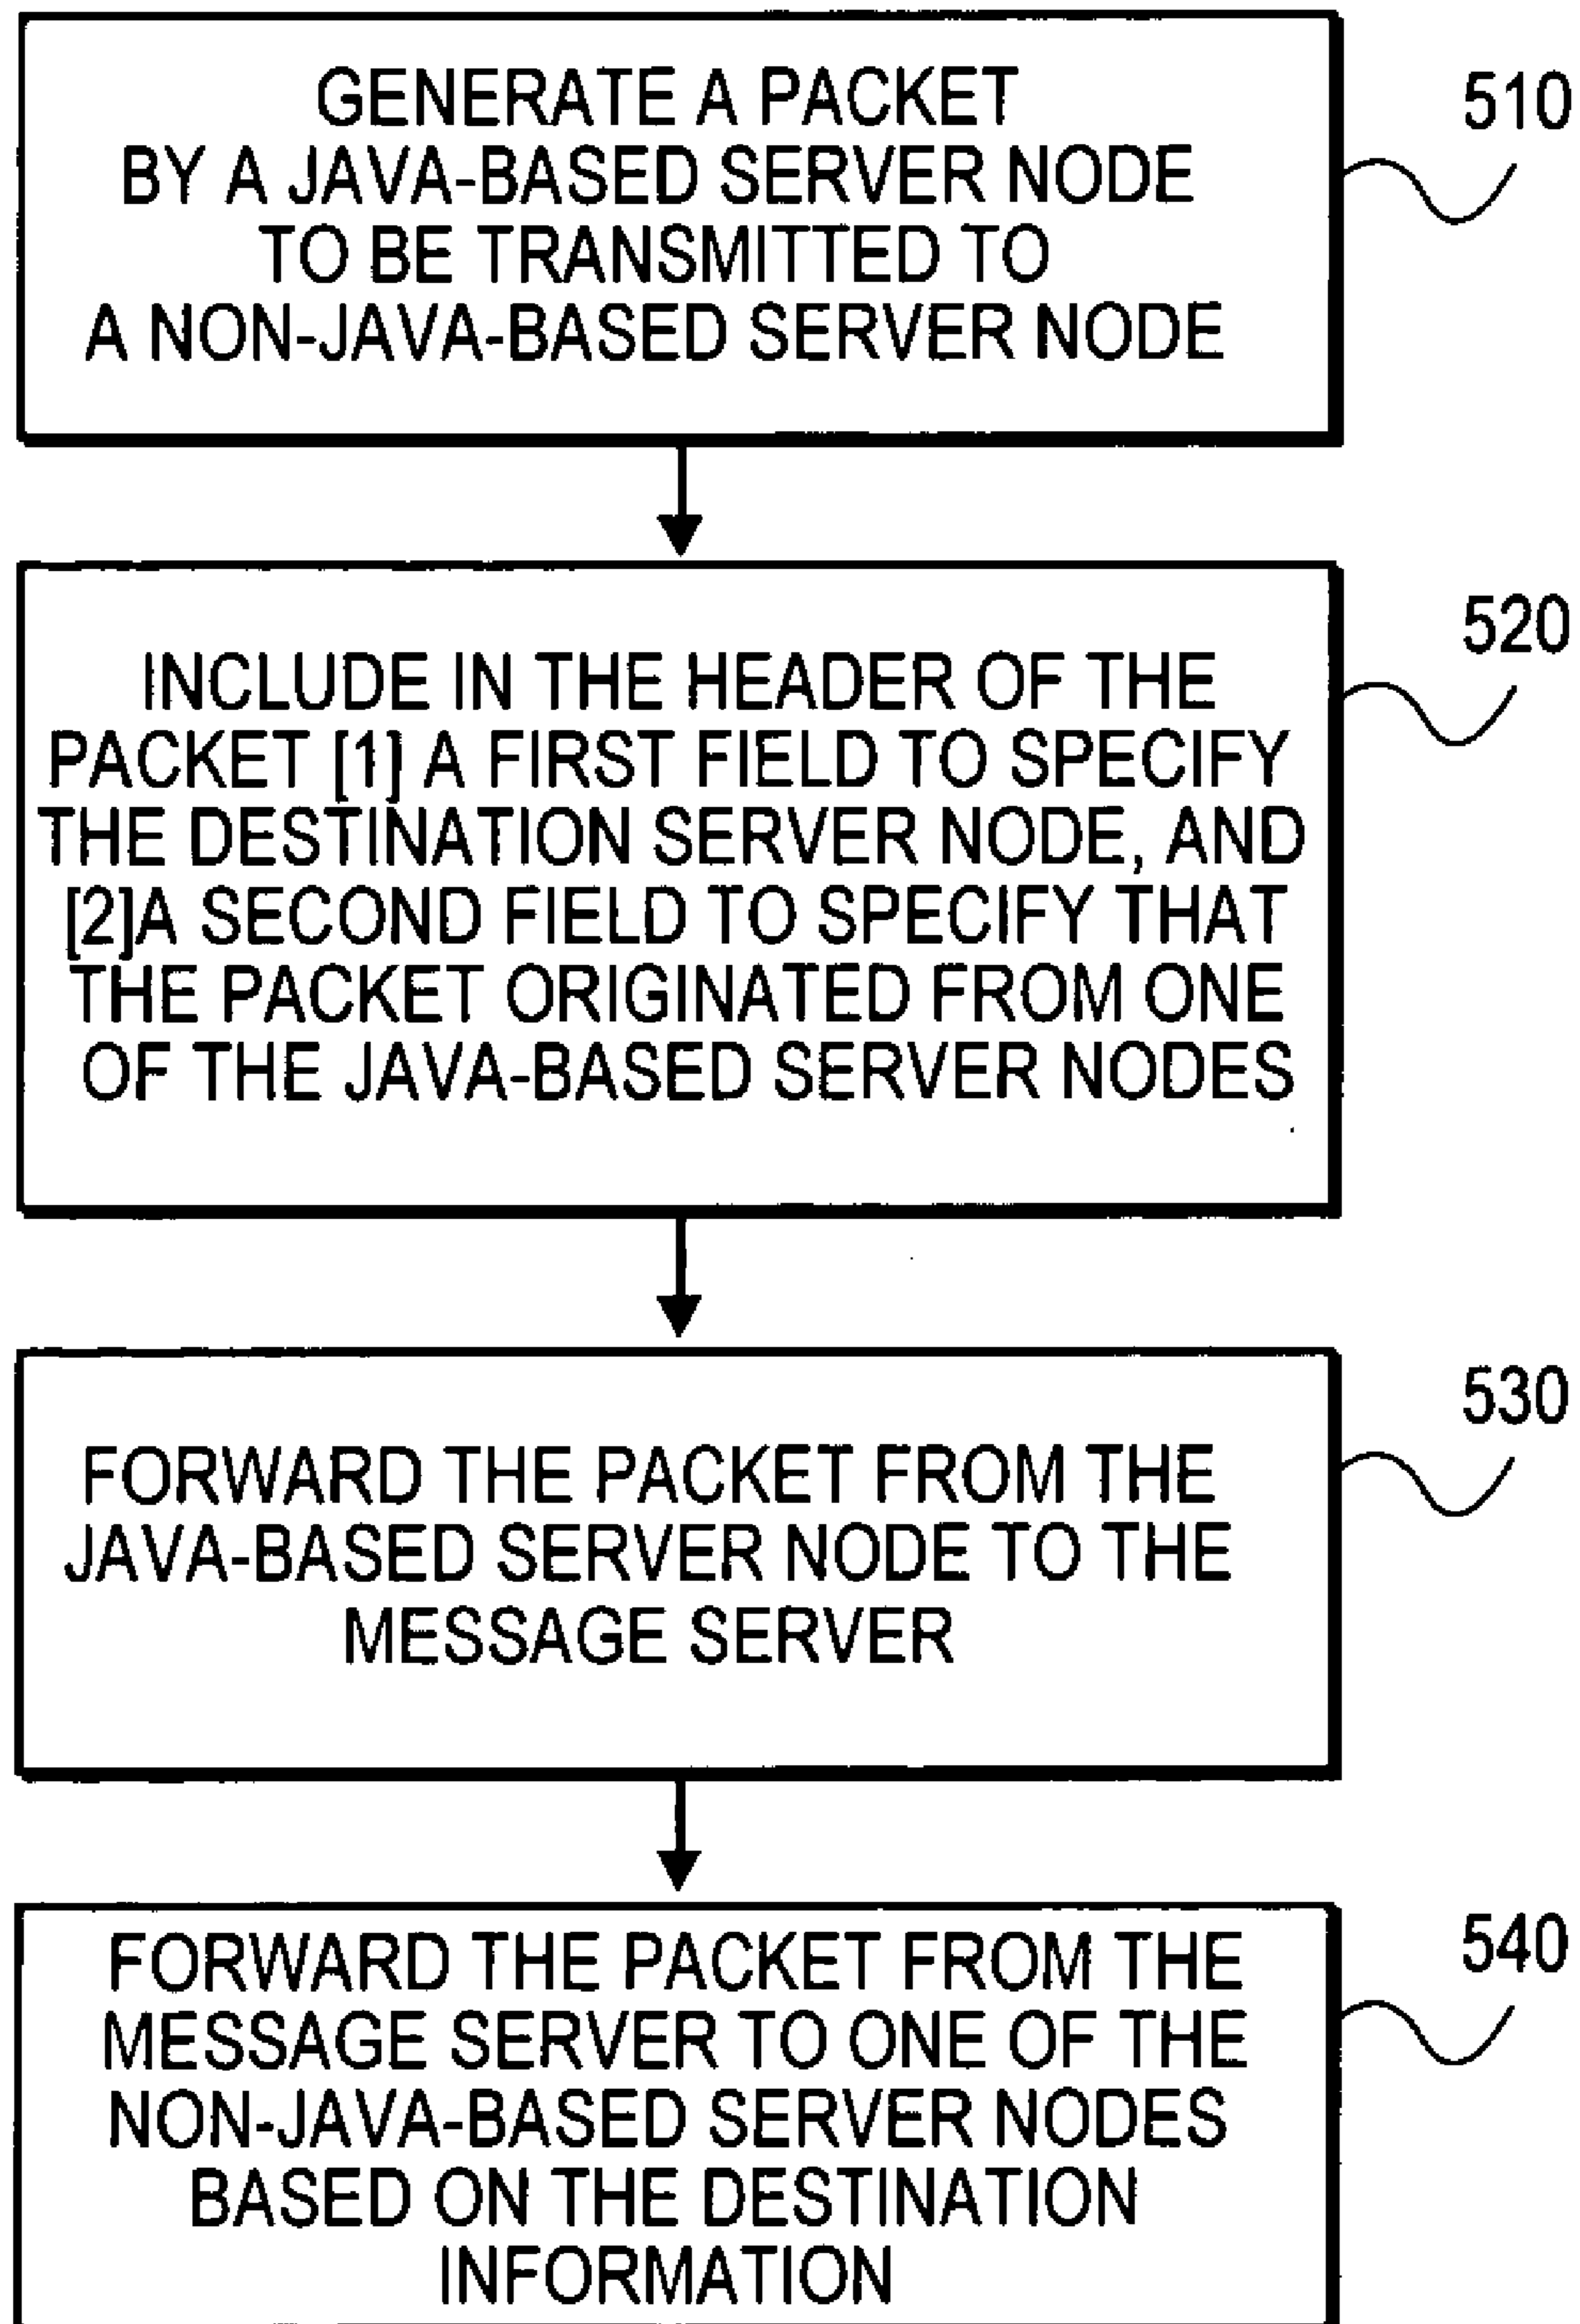 GENERATE A PACKET
BY A JAVA-BASED SERVER NODE
TO BE TRANSMITTED TO
A NON-JAVA-BASED SERVER NODE
510
INCLUDE IN THE HEADER OF THE
PACKET [1] A FIRST FIELD TO SPECIFY
THE DESTINATION SERVER NODE, AND
[2]A SECOND FIELD TO SPECIFY THAT
THE PACKET ORIGINATED FROM ONE
OF THE JAVA-BASED SERVER NODES
520
FORWARD THE PACKET FROM THE
JAVA-BASED SERVER NODE TO THE
MESSAGE SERVER
530
FORWARD THE PACKET FROM THE
MESSAGE SERVER TO ONE OF THE
NON-JAVA-BASED SERVER NODES
BASED ON THE DESTINATION
INFORMATION
540